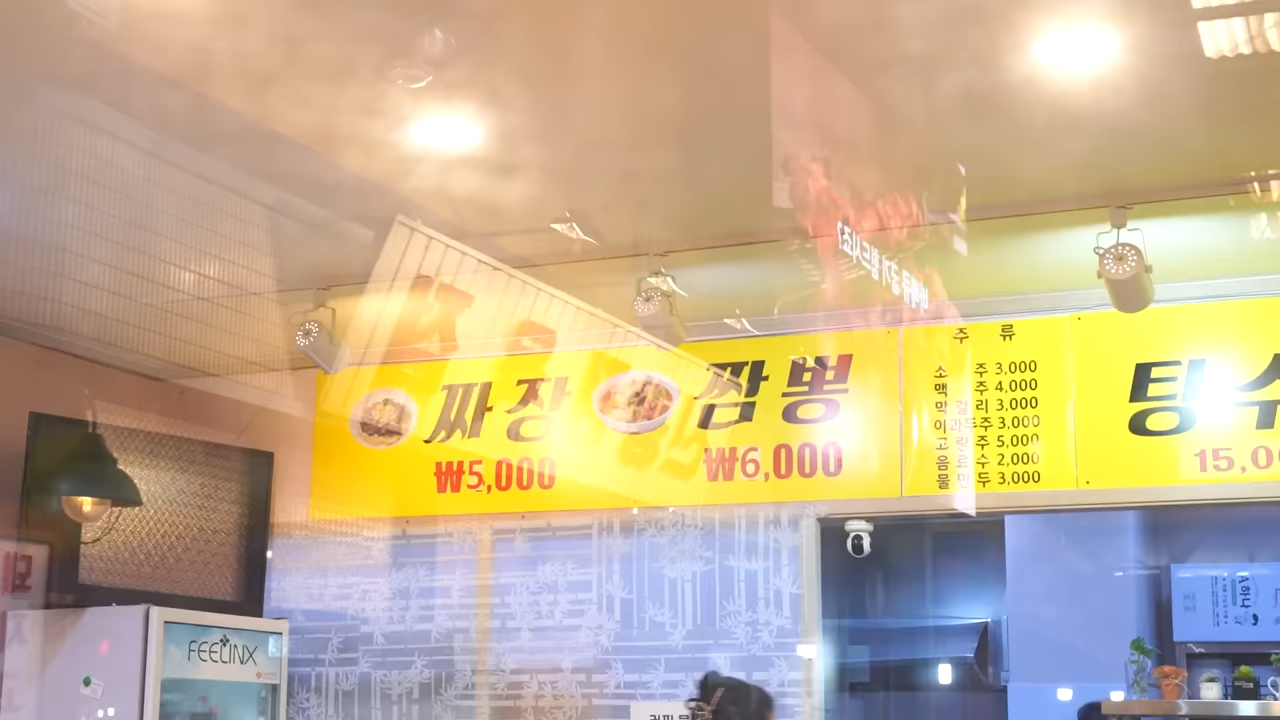 짜장
₩5,000
짬뽕
₩6,000
주 류
소 주 3,000
맥 주 4,000
막 걸 리 3,000
이과두주 3,000
고 량 주 5,000
음 료 수 2,000
물 만 두 3,000
탕수
15,0
FEELINX